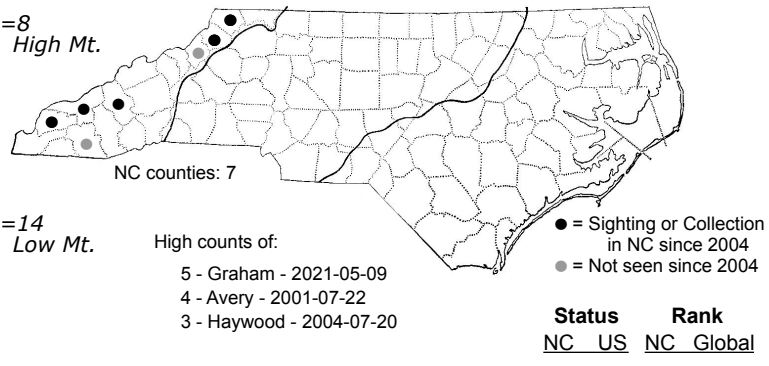 =8
High Mt.
NC counties: 7
=14
Low Mt.
High counts of:
5 - Graham - 2021-05-09
4 - Avery - 2001-07-22
3 - Haywood - 2004-07-20
● = Sighting or Collection
in NC since 2004
● = Not seen since 2004
Status Rank
NC US NC Global